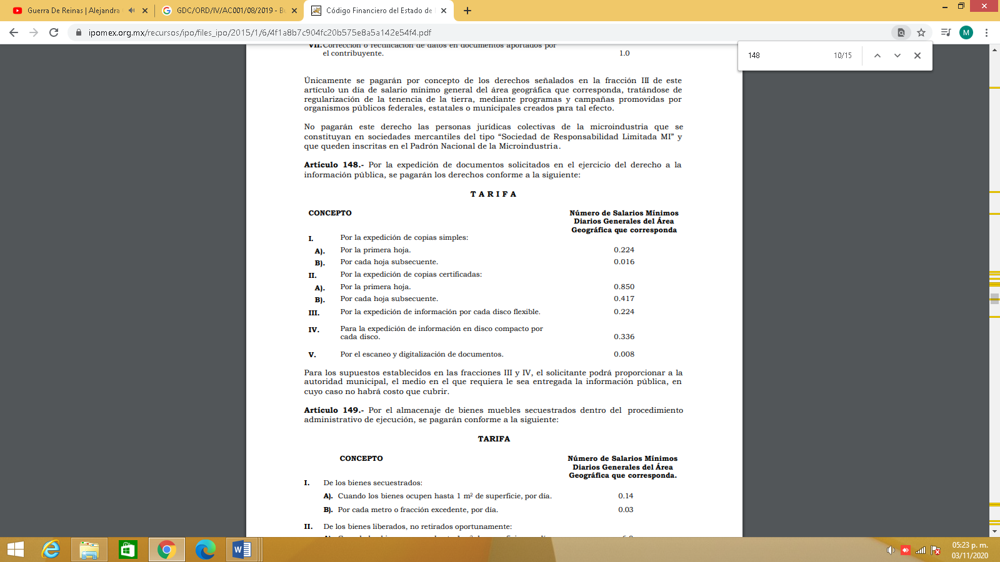 Guerra De Reinas | Alejandra
GDC/ORD/IV/AC001/08/2019 - Bu
Código Financiero del Estado de
ipomex.org.mx/recursos/ipo/files_ipo/2015/1/6/4f1a8b7c904fc20b575e8a5a142e54f4.pdf
M
148
10/15
VII. Corrección o rectificación de datos en documentos aportados por
el contribuyente. 1.0
Únicamente se pagarán por concepto de los derechos señalados en la fracción III de este
artículo un día de salario mínimo general del área geográfica que corresponda, tratándose de
regularización de la tenencia de la tierra, mediante programas y campañas promovidas por
organismos públicos federales, estatales o municipales creados para tal efecto.
No pagarán este derecho las personas jurídicas colectivas de la microindustria que se
constituyan en sociedades mercantiles del tipo “Sociedad de Responsabilidad Limitada MI” y
que queden inscritas en el Padrón Nacional de la Microindustria.
Artículo 148.- Por la expedición de documentos solicitados en el ejercicio del derecho a la
información pública, se pagarán los derechos conforme a la siguiente:
T A R I F A
CONCEPTO Número de Salarios Mínimos
Diarios Generales del Área
Geográfica que corresponda
I. Por la expedición de copias simples:
A). Por la primera hoja. 0.224
B). Por cada hoja subsecuente. 0.016
II. Por la expedición de copias certificadas:
A). Por la primera hoja. 0.850
B). Por cada hoja subsecuente. 0.417
III. Por la expedición de información por cada disco flexible. 0.224
IV. Para la expedición de información en disco compacto por
cada disco. 0.336
V. Por el escaneo y digitalización de documentos. 0.008
Para los supuestos establecidos en las fracciones III y IV, el solicitante podrá proporcionar a la
autoridad municipal, el medio en el que requiera le sea entregada la información pública, en
cuyo caso no habrá costo que cubrir.
Artículo 149.- Por el almacenaje de bienes muebles secuestrados dentro del procedimiento
administrativo de ejecución, se pagarán conforme a la siguiente:
TARIFA
CONCEPTO Número de Salarios Mínimos
Diarios Generales del Área
Geográfica que corresponda.
I. De los bienes secuestrados:
A). Cuando los bienes ocupen hasta 1 m² de superficie, por día. 0.14
B). Por cada metro o fracción excedente, por día. 0.03
II. De los bienes liberados, no retirados oportunamente:
05:23 p. m.
03/11/2020